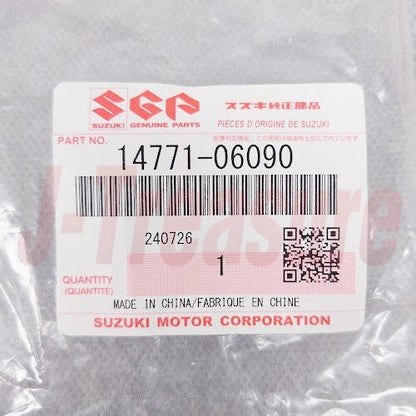 SGP
スズキ純正部品
SUZUKI GENUINE PARTS
PIÈCES D'ORIGINE DE SUZUKI
PART NO.
14771-06090
240726
QUANTITY
(QUANTITÉ)
1
MADE IN CHINA/FABRIQUE EN CHINE
SUZUKI MOTOR CORPORATION
J-Treasure